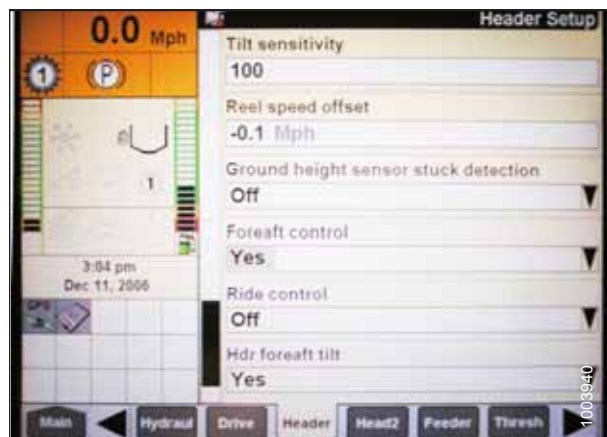 0.0 Mph
1
(P)
1
3:04 pm
Dec 11, 2006
GPS
Header Setup
Tilt sensitivity
100
Reel speed offset
-0.1 Mph
Ground height sensor stuck detection
Off
Foreaft control
Yes
Ride control
Off
Hdr foreaft tilt
Yes
Main
Hydraul
Drive
Header
Head2
Feeder
Thresh
1003940